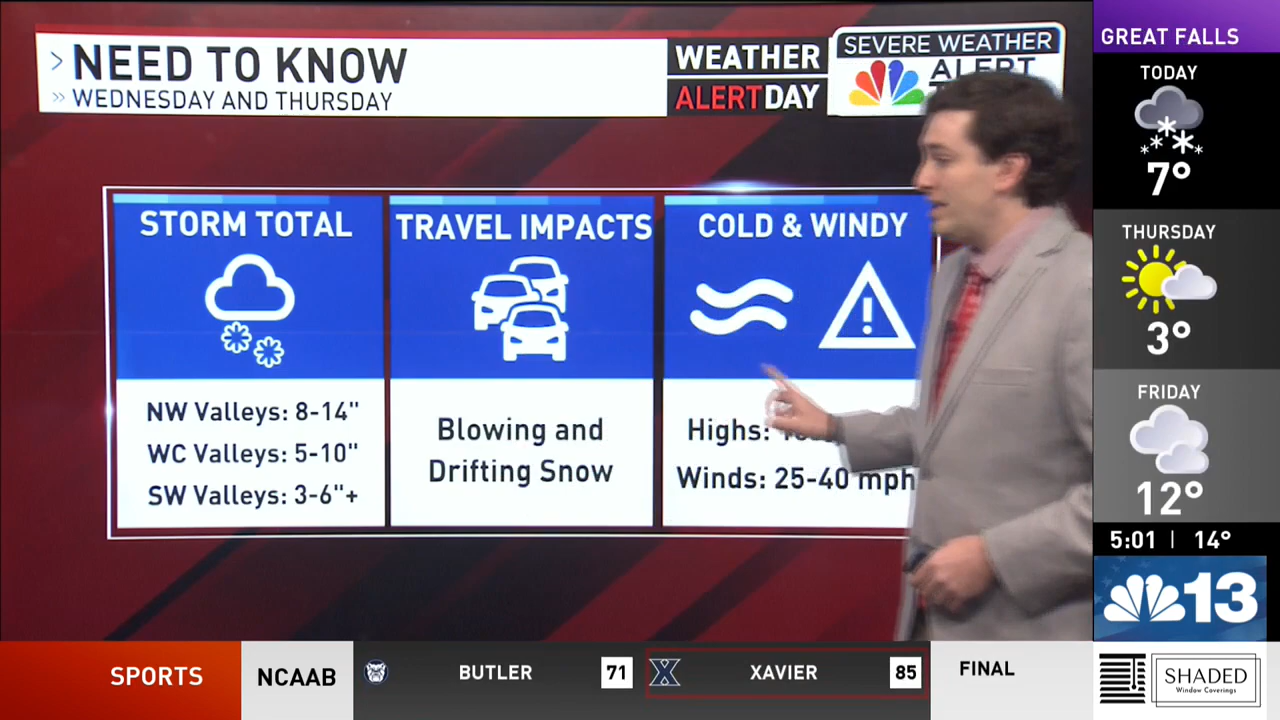 NEED TO KNOW
WEDNESDAY AND THURSDAY
WEATHER
ALERT DAY
SEVERE WEATHER
ALERT
STORM TOTAL
NW Valleys: 8-14"
WC Valleys: 5-10"
SW Valleys: 3-6"+
TRAVEL IMPACTS
Blowing and
Drifting Snow
COLD & WINDY
Highs:
Winds: 25-40 mph
GREAT FALLS
TODAY
7°
THURSDAY
3°
FRIDAY
12°
5:01 | 14°
13
SPORTS
NCAAB
BUTLER 71
XAVIER 85
FINAL
SHADED
Window Coverings